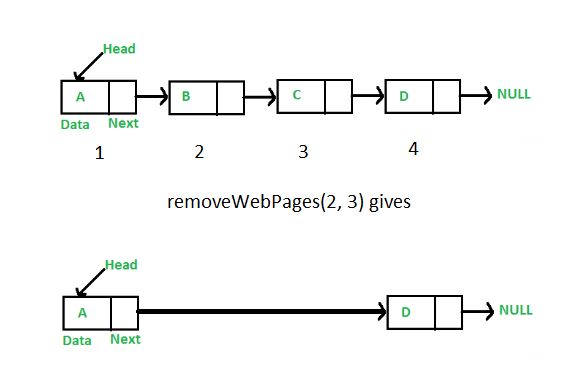 Head
A B C D NULL
Data Next
1 2 3 4
removeWebPages(2, 3) gives
Head
A D NULL
Data Next